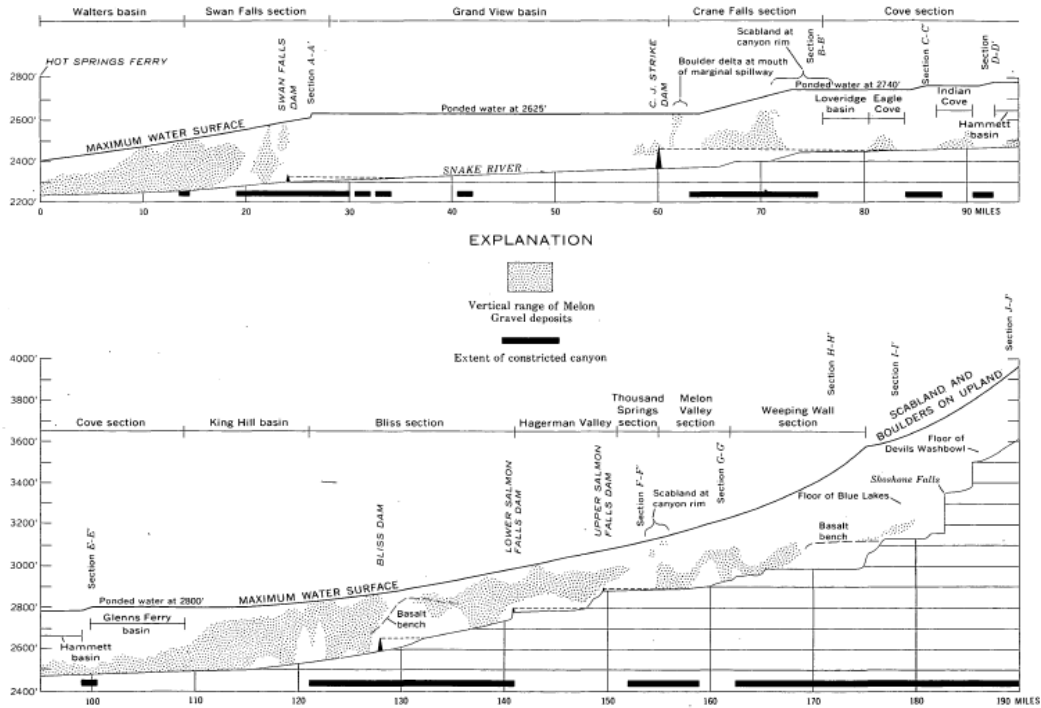 Walters basin
Swan Falls section
Grand View basin
Crane Falls section
Cove section
HOT SPRINGS FERRY
SWAN FALLS
DAM
Section A-A'
C. J. STRIKE
DAM
Boulder delta at mouth
of marginal spillway
Scabland at
canyon rim
Section
B-B'
Section C-C'
Section
D-D'
2800'
2600'
2400'
2200'
MAXIMUM WATER SURFACE
Ponded water at 2625'
Ponded water at 2740'
Loveridge
basin
Eagle
Cove
Indian
Cove
Hammett
basin
SNAKE RIVER
0
10
20
30
40
50
60
70
80
90 MILES
EXPLANATION
Vertical range of Melon
Gravel deposits
Extent of constricted canyon
4000'
3800'
3600'
3400'
3200'
3000'
2800'
2600'
2400'
Cove section
King Hill basin
Bliss section
Hagerman Valley
Thousand
Springs
section
Melon
Valley
section
Weeping Wall
section
Section E-E'
BLISS DAM
LOWER SALMON
FALLS DAM
UPPER SALMON
FALLS DAM
Section F-F'
Scabland at
canyon rim
Section G-G'
Section H-H'
Section I-I'
Section J-J'
SCABLAND AND
BOULDERS ON UPLAND
Floor of
Devils Washbowl
Shoshone Falls
Floor of Blue Lakes
Basalt
bench
Ponded water at 2800'
MAXIMUM WATER SURFACE
Glenns Ferry
basin
Hammett
basin
Basalt
bench
100
110
120
130
140
150
160
170
180
190 MILES